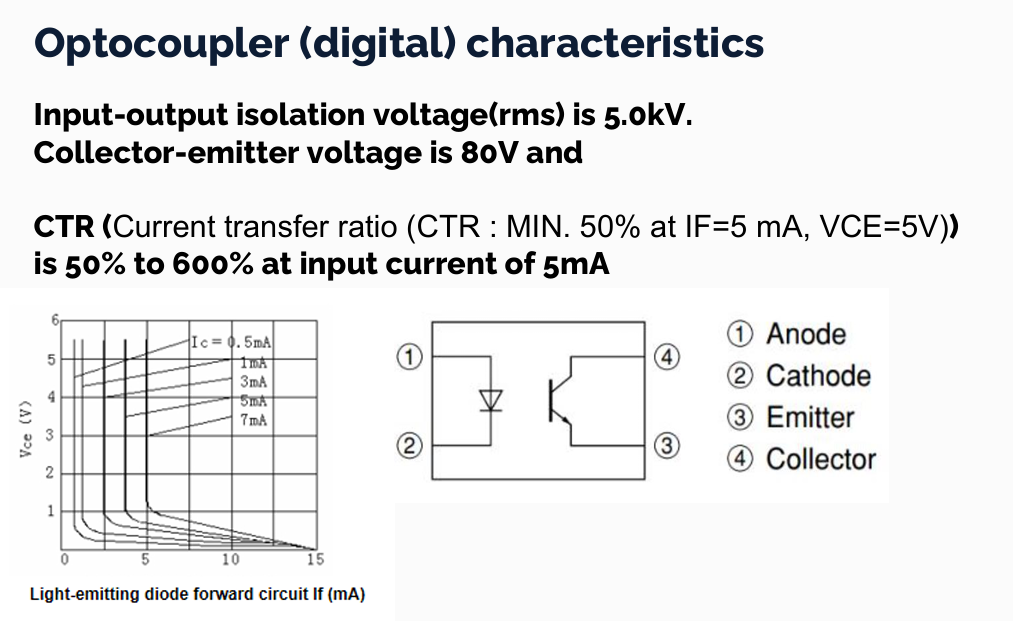 Optocoupler (digital) characteristics
Input-output isolation voltage(rms) is 5.0kV.
Collector-emitter voltage is 80V and
CTR (Current transfer ratio (CTR : MIN. 50% at IF=5 mA, VCE=5V))
is 50% to 600% at input current of 5mA
6
5
4
3
2
1
Vce (V)
Ic= 0.5mA
1mA
3mA
5mA
7mA
0 5 10 15
Light-emitting diode forward circuit If (mA)
① ④
② ③
① Anode
② Cathode
③ Emitter
④ Collector